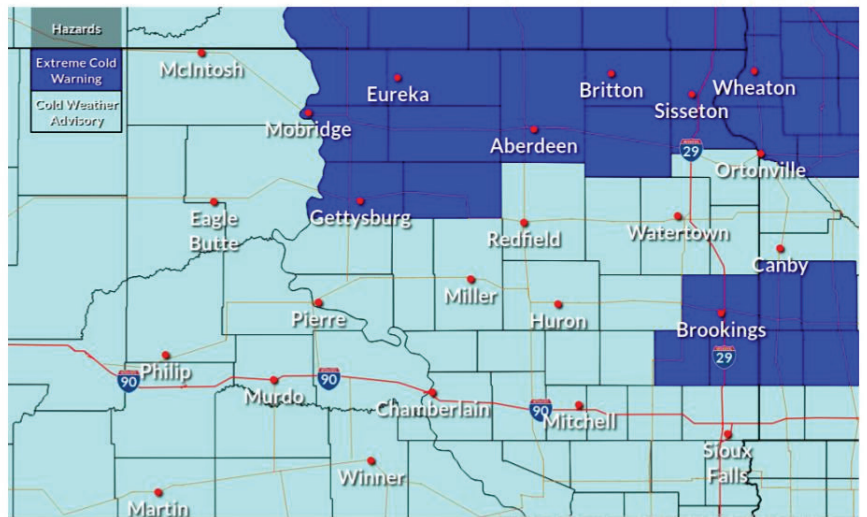 Hazards
Extreme Cold
Warning
Cold Weather
Advisory
McIntosh
Eureka
Britton
Wheaton
Sisseton
Mobridge
Aberdeen
29
Ortonville
Eagle
Butte
Gettysburg
Redfield
Watertown
Canby
Miller
Pierre
Huron
Brookings
29
Philip
90
Murdo
90
Chamberlain
90
Mitchell
Sioux
Falls
Winner
Martin